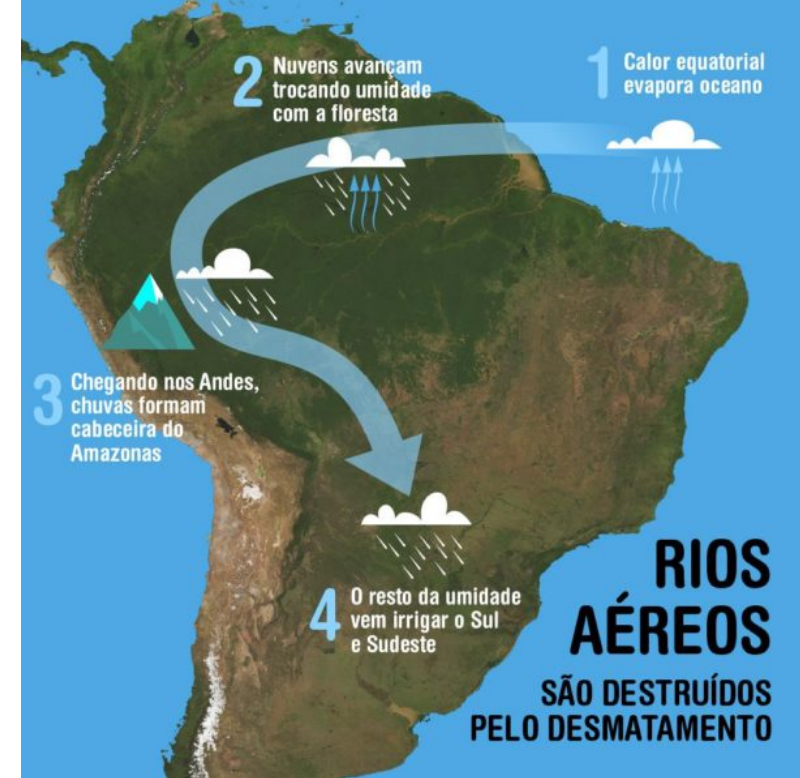 1
Calor equatorial
evapora oceano
2
Nuvens avançam
trocando umidade
com a floresta
3
Chegando nos Andes,
chuvas formam
cabeceira do
Amazonas
4
O resto da umidade
vem irrigar o Sul
e Sudeste
RIOS
AÉREOS
SÃO DESTRUÍDOS
PELO DESMATAMENTO